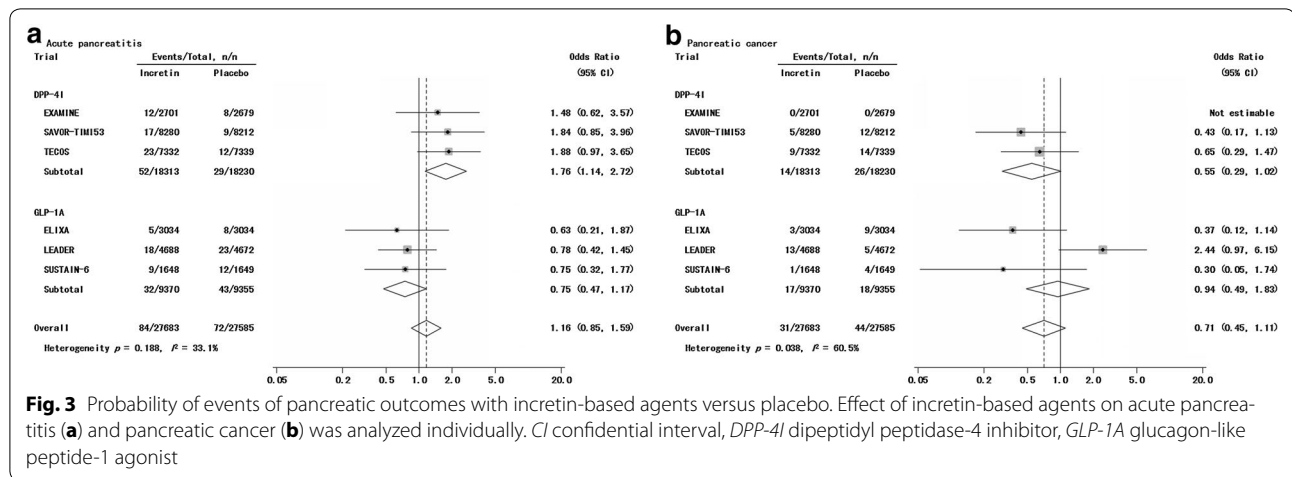 a Acute pancreatitis
Trial Events/Total, n/n Odds Ratio
Incretin Placebo (95% CI)
DPP-4I
EXAMINE 12/2701 8/2679 1.48 (0.62, 3.57)
SAVOR-TIMI53 17/8280 9/8212 1.84 (0.85, 3.96)
TECOS 23/7332 12/7339 1.88 (0.97, 3.65)
Subtotal 52/18313 29/18230 1.76 (1.14, 2.72)
GLP-1A
ELIXA 5/3034 8/3034 0.63 (0.21, 1.87)
LEADER 18/4688 23/4672 0.78 (0.42, 1.45)
SUSTAIN-6 9/1648 12/1649 0.75 (0.32, 1.77)
Subtotal 32/9370 43/9355 0.75 (0.47, 1.17)
Overall 84/27683 72/27585 1.16 (0.85, 1.59)
Heterogeneity p = 0.188, I² = 33.1%
0.05 0.2 0.5 1.0 2.0 5.0 20.0
b Pancreatic cancer
Trial Events/Total, n/n Odds Ratio
Incretin Placebo (95% CI)
DPP-4I
EXAMINE 0/2701 0/2679 Not estimable
SAVOR-TIMI53 5/8280 12/8212 0.43 (0.17, 1.13)
TECOS 9/7332 14/7339 0.65 (0.29, 1.47)
Subtotal 14/18313 26/18230 0.55 (0.29, 1.02)
GLP-1A
ELIXA 3/3034 9/3034 0.37 (0.12, 1.14)
LEADER 13/4688 5/4672 2.44 (0.97, 6.15)
SUSTAIN-6 1/1648 4/1649 0.30 (0.05, 1.74)
Subtotal 17/9370 18/9355 0.94 (0.49, 1.83)
Overall 31/27683 44/27585 0.71 (0.45, 1.11)
Heterogeneity p = 0.038, I² = 60.5%
0.05 0.2 0.5 1.0 2.0 5.0 20.0
Fig. 3 Probability of events of pancreatic outcomes with incretin-based agents versus placebo. Effect of incretin-based agents on acute pancrea-
titis (a) and pancreatic cancer (b) was analyzed individually. CI confidential interval, DPP-4I dipeptidyl peptidase-4 inhibitor, GLP-1A glucagon-like
peptide-1 agonist